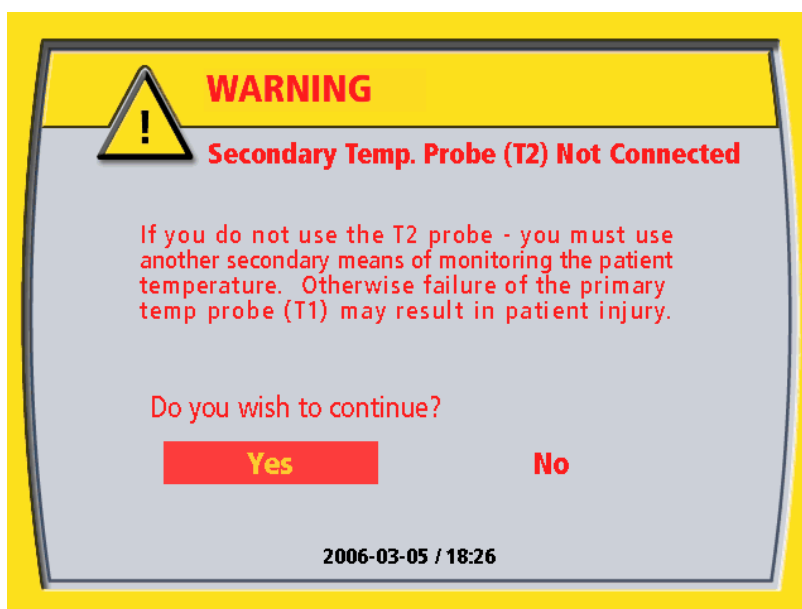 !
WARNING
Secondary Temp. Probe (T2) Not Connected
If you do not use the T2 probe - you must use
another secondary means of monitoring the patient
temperature.  Otherwise failure of the primary
temp probe (T1) may result in patient injury.
Do you wish to continue?
Yes No
2006-03-05 / 18:26